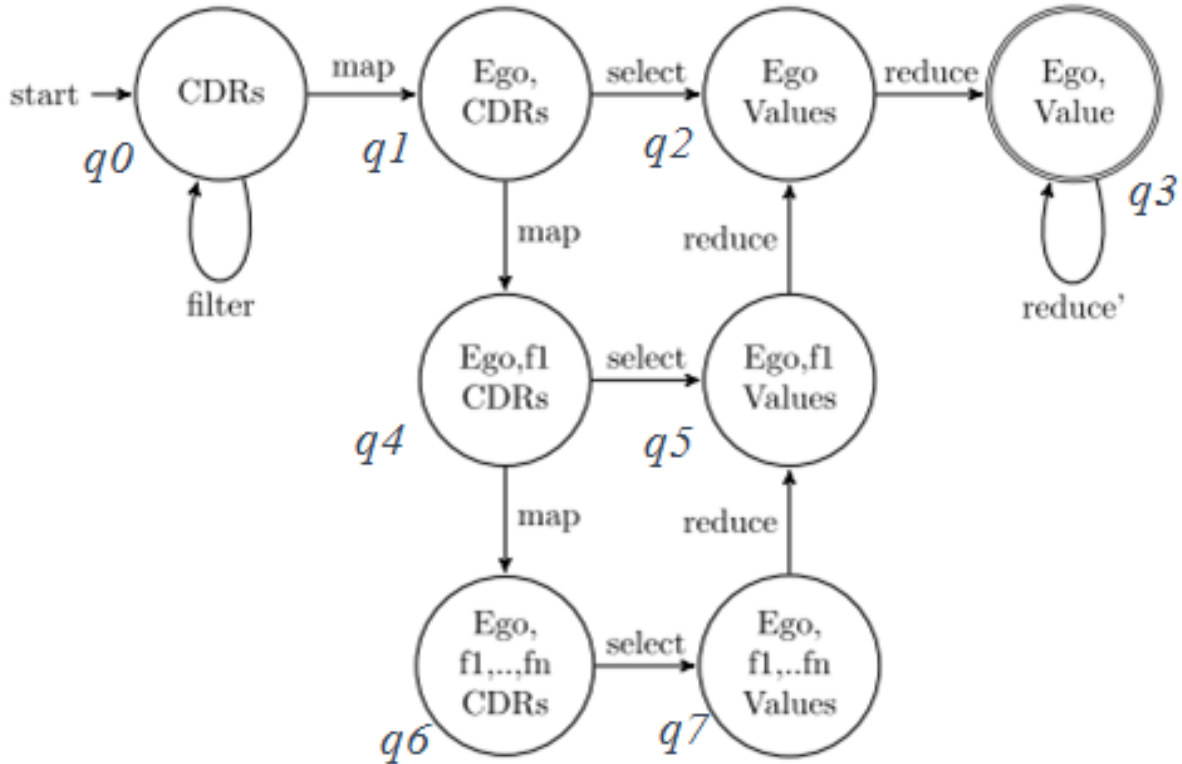 start
CDRs
q0
filter
map
Ego,
CDRs
q1
select
Ego
Values
q2
reduce
Ego,
Value
q3
reduce'
map
reduce
Ego,f1
CDRs
q4
select
Ego,f1
Values
q5
map
reduce
Ego,
f1,..,fn
CDRs
q6
select
Ego,
f1,..fn
Values
q7